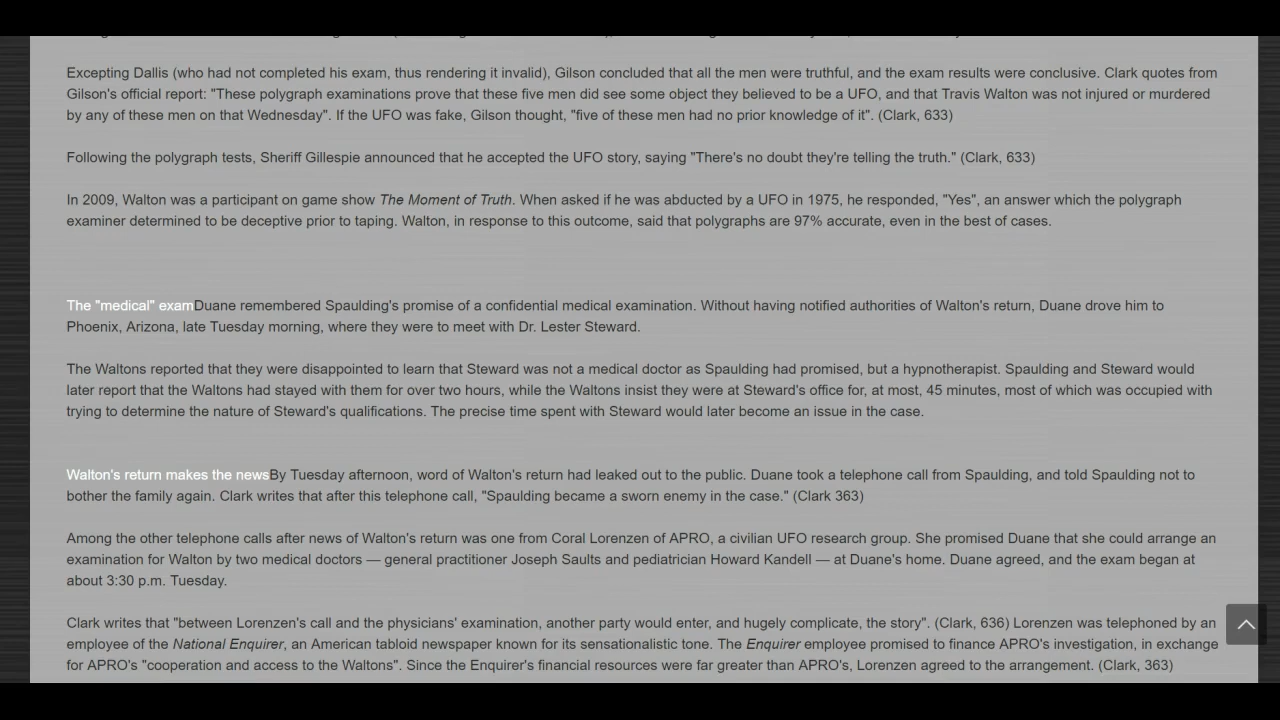 Excepting Dallis (who had not completed his exam, thus rendering it invalid), Gilson concluded that all the men were truthful, and the exam results were conclusive. Clark quotes from
Gilson's official report: "These polygraph examinations prove that these five men did see some object they believed to be a UFO, and that Travis Walton was not injured or murdered
by any of these men on that Wednesday". If the UFO was fake, Gilson thought, "five of these men had no prior knowledge of it". (Clark, 633)
Following the polygraph tests, Sheriff Gillespie announced that he accepted the UFO story, saying "There's no doubt they're telling the truth." (Clark, 633)
In 2009, Walton was a participant on game show The Moment of Truth. When asked if he was abducted by a UFO in 1975, he responded, "Yes", an answer which the polygraph
examiner determined to be deceptive prior to taping. Walton, in response to this outcome, said that polygraphs are 97% accurate, even in the best of cases.
The "medical" examDuane remembered Spaulding's promise of a confidential medical examination. Without having notified authorities of Walton's return, Duane drove him to
Phoenix, Arizona, late Tuesday morning, where they were to meet with Dr. Lester Steward.
The Waltons reported that they were disappointed to learn that Steward was not a medical doctor as Spaulding had promised, but a hypnotherapist. Spaulding and Steward would
later report that the Waltons had stayed with them for over two hours, while the Waltons insist they were at Steward's office for, at most, 45 minutes, most of which was occupied with
trying to determine the nature of Steward's qualifications. The precise time spent with Steward would later become an issue in the case.
Walton's return makes the newsBy Tuesday afternoon, word of Walton's return had leaked out to the public. Duane took a telephone call from Spaulding, and told Spaulding not to
bother the family again. Clark writes that after this telephone call, "Spaulding became a sworn enemy in the case." (Clark 363)
Among the other telephone calls after news of Walton's return was one from Coral Lorenzen of APRO, a civilian UFO research group. She promised Duane that she could arrange an
examination for Walton by two medical doctors — general practitioner Joseph Saults and pediatrician Howard Kandell — at Duane's home. Duane agreed, and the exam began at
about 3:30 p.m. Tuesday.
Clark writes that "between Lorenzen's call and the physicians' examination, another party would enter, and hugely complicate, the story". (Clark, 636) Lorenzen was telephoned by an
employee of the National Enquirer, an American tabloid newspaper known for its sensationalistic tone. The Enquirer employee promised to finance APRO's investigation, in exchange
for APRO's "cooperation and access to the Waltons". Since the Enquirer's financial resources were far greater than APRO's, Lorenzen agreed to the arrangement. (Clark, 363)